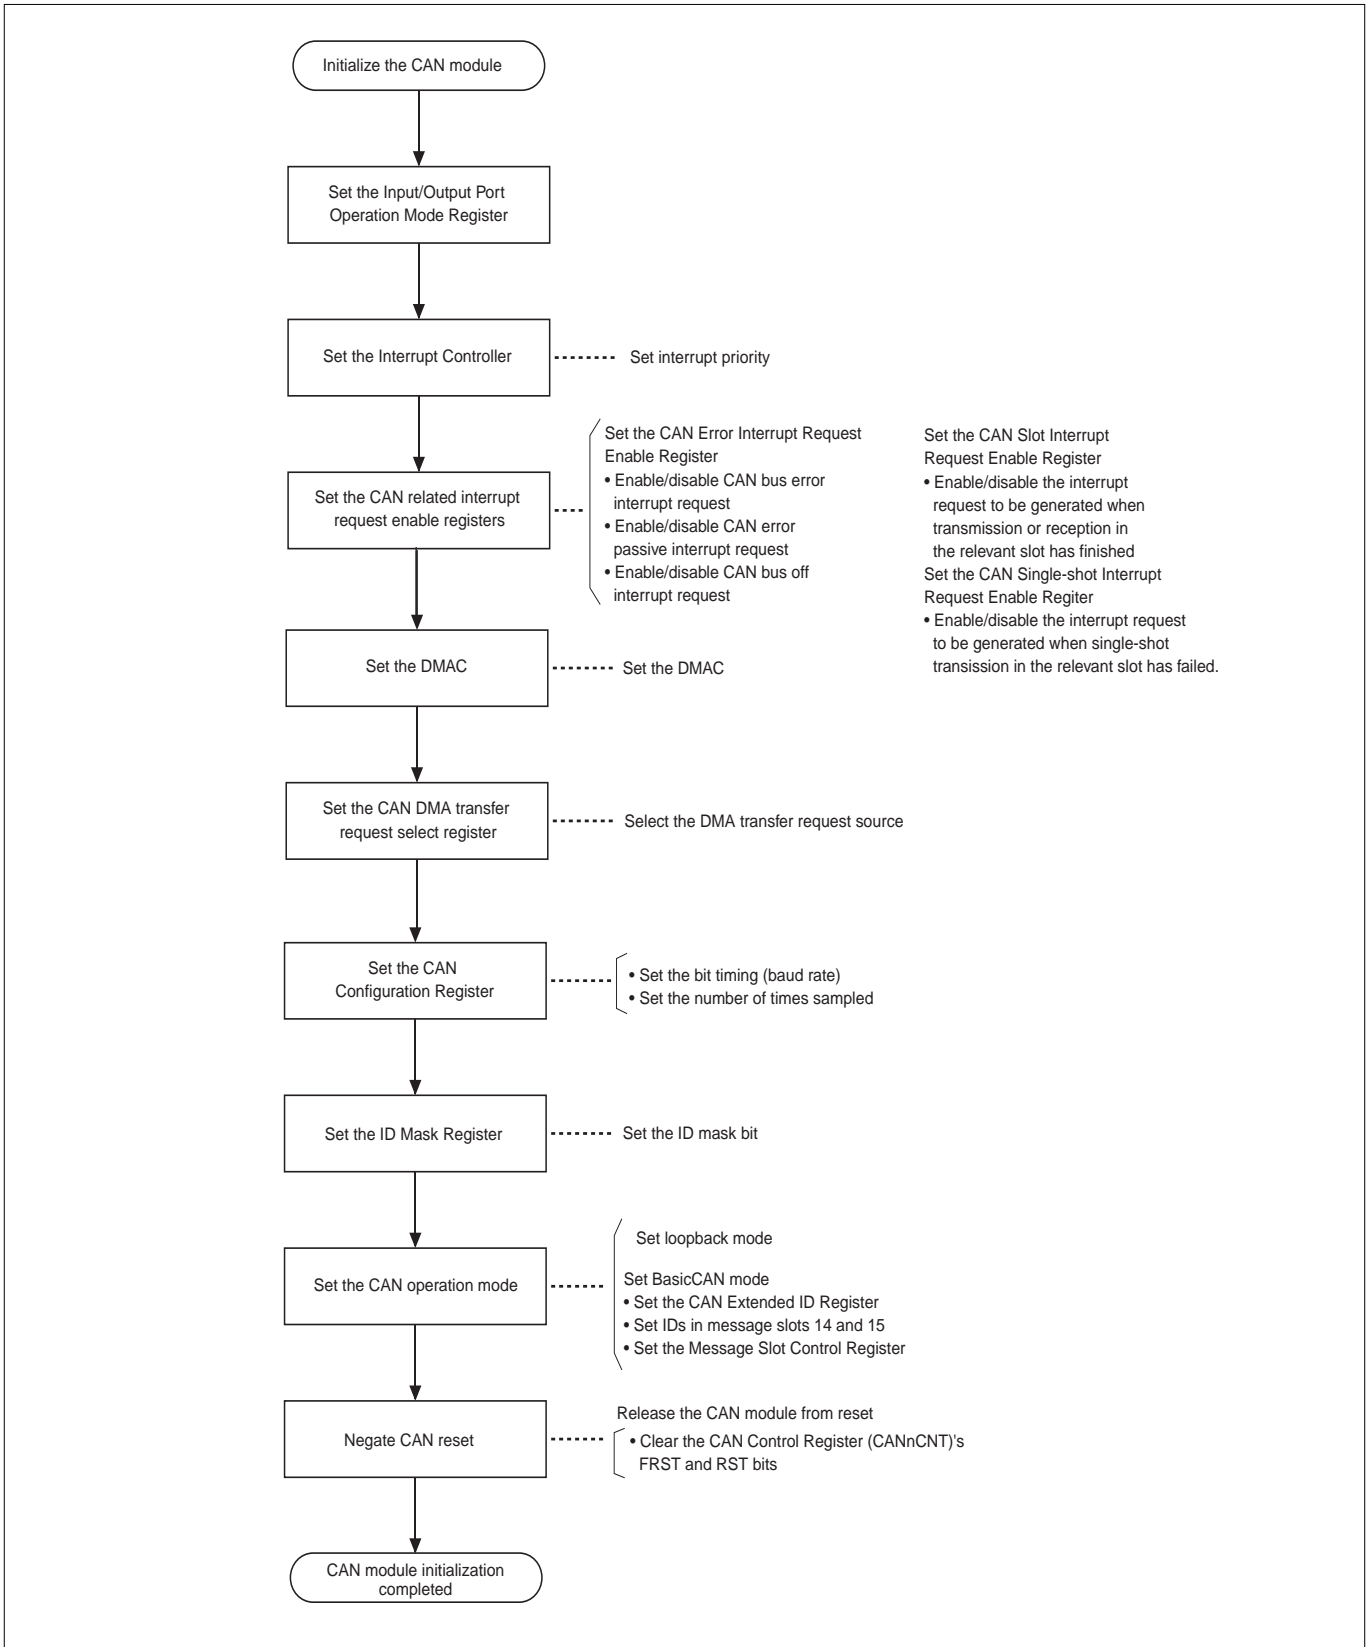 Initialize the CAN module
Set the Input/Output Port
Operation Mode Register
Set the Interrupt Controller
Set interrupt priority
Set the CAN related interrupt
request enable registers
Set the CAN Error Interrupt Request
Enable Register
• Enable/disable CAN bus error
interrupt request
• Enable/disable CAN error
passive interrupt request
• Enable/disable CAN bus off
interrupt request
Set the CAN Slot Interrupt
Request Enable Register
• Enable/disable the interrupt
request to be generated when
transmission or reception in
the relevant slot has finished
Set the CAN Single-shot Interrupt
Request Enable Regiter
• Enable/disable the interrupt request
to be generated when single-shot
transission in the relevant slot has failed.
Set the DMAC
Set the DMAC
Set the CAN DMA transfer
request select register
Select the DMA transfer request source
Set the CAN
Configuration Register
• Set the bit timing (baud rate)
• Set the number of times sampled
Set the ID Mask Register
Set the ID mask bit
Set the CAN operation mode
Set loopback mode
Set BasicCAN mode
• Set the CAN Extended ID Register
• Set IDs in message slots 14 and 15
• Set the Message Slot Control Register
Negate CAN reset
Release the CAN module from reset
• Clear the CAN Control Register (CANnCNT)'s
FRST and RST bits
CAN module initialization
completed